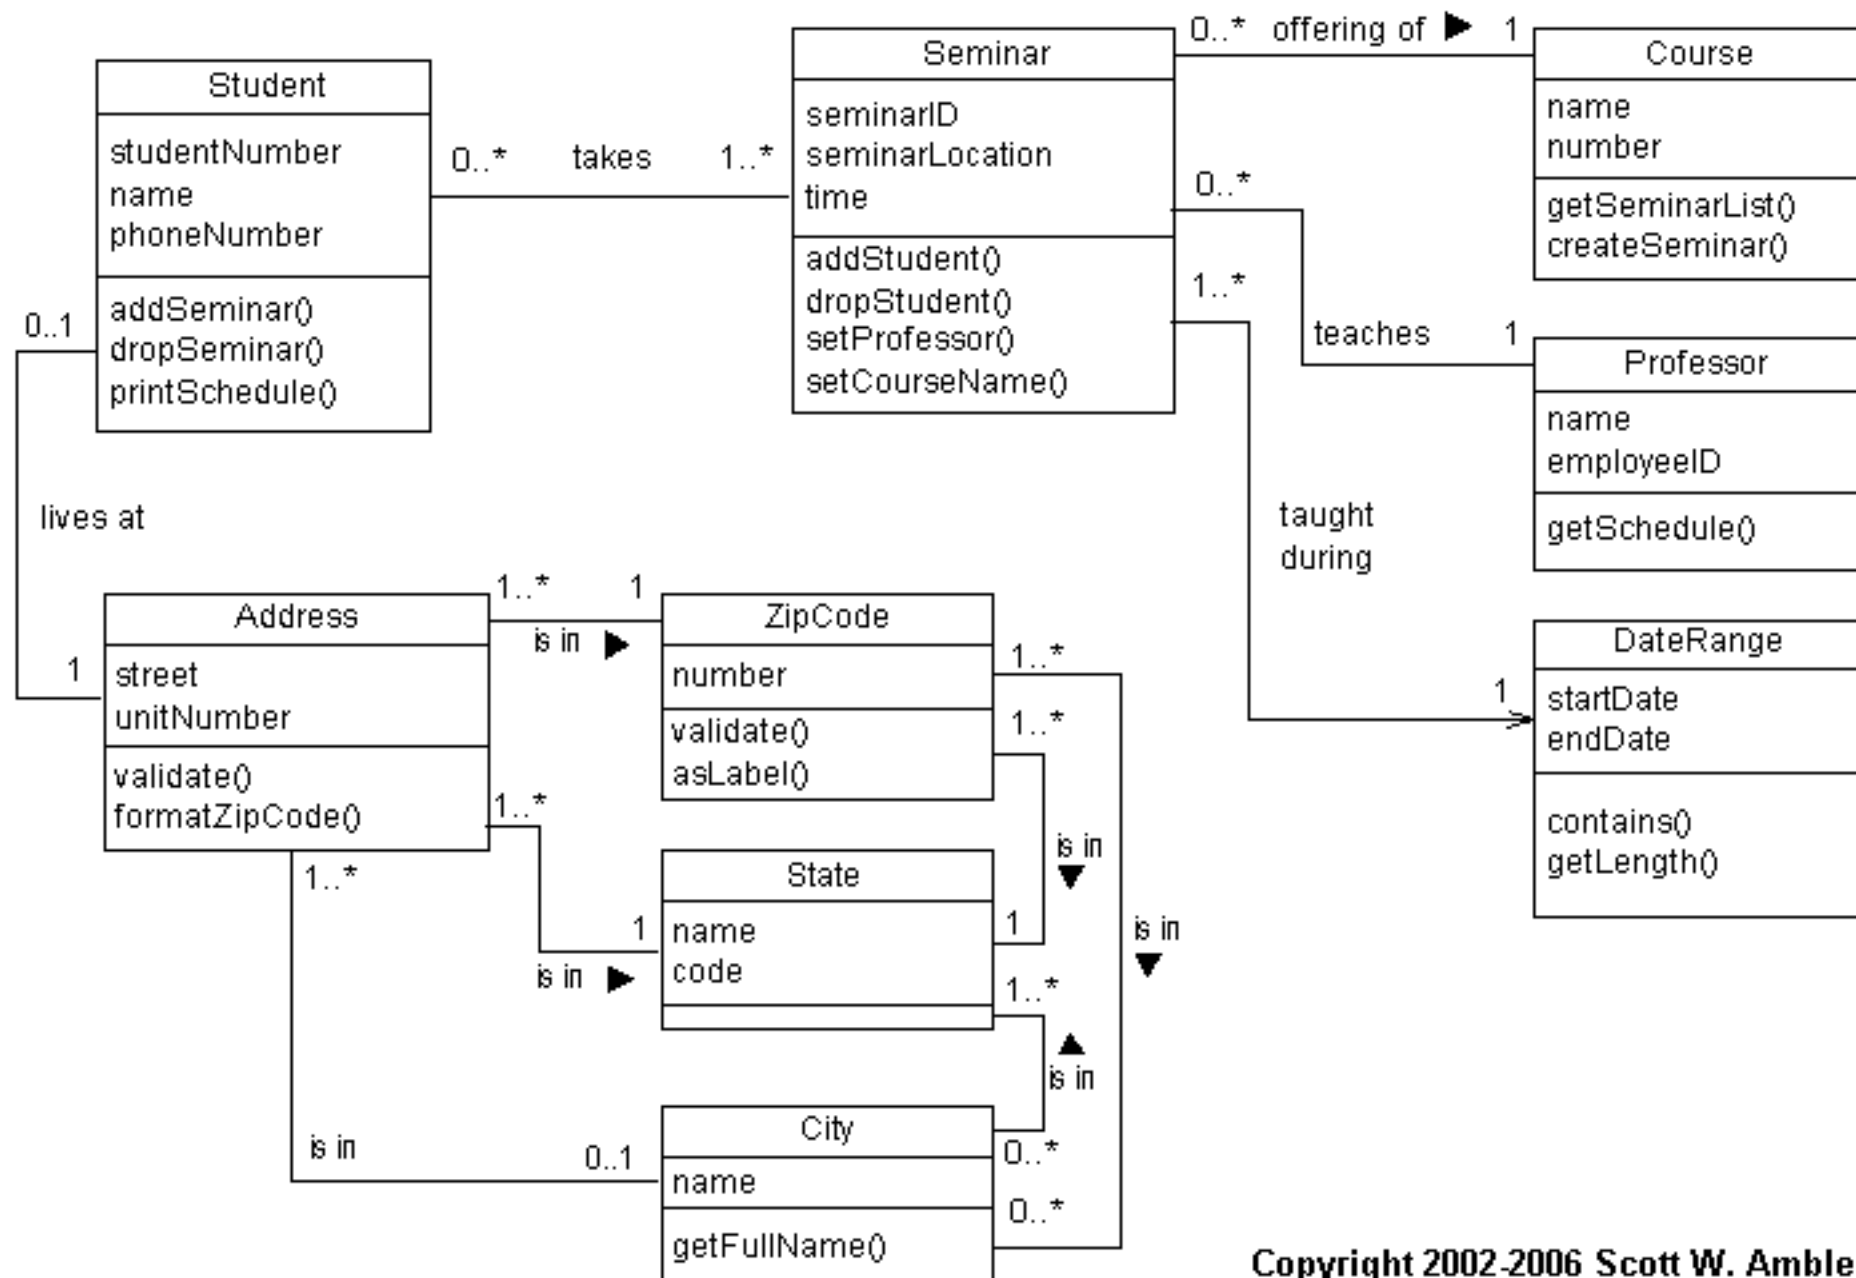 Student
studentNumber
name
phoneNumber
addSeminar()
dropSeminar()
printSchedule()
0..* takes 1..*
Seminar
seminarID
seminarLocation
time
addStudent()
dropStudent()
setProfessor()
setCourseName()
0..* offering of 1
Course
name
number
getSeminarList()
createSeminar()
0..*
teaches 1
Professor
name
employeeID
getSchedule()
1..*
taught
during
1
DateRange
startDate
endDate
contains()
getLength()
0..1
lives at
1
Address
street
unitNumber
validate()
formatZipCode()
1..* 1
is in
ZipCode
number
validate()
asLabel()
1..*
1
is in
State
name
code
1..*
is in
1
1..*
is in
0..*
1..*
is in
0..*
1..*
is in
0..1
City
name
getFullName()
Copyright 2002-2006 Scott W. Amble